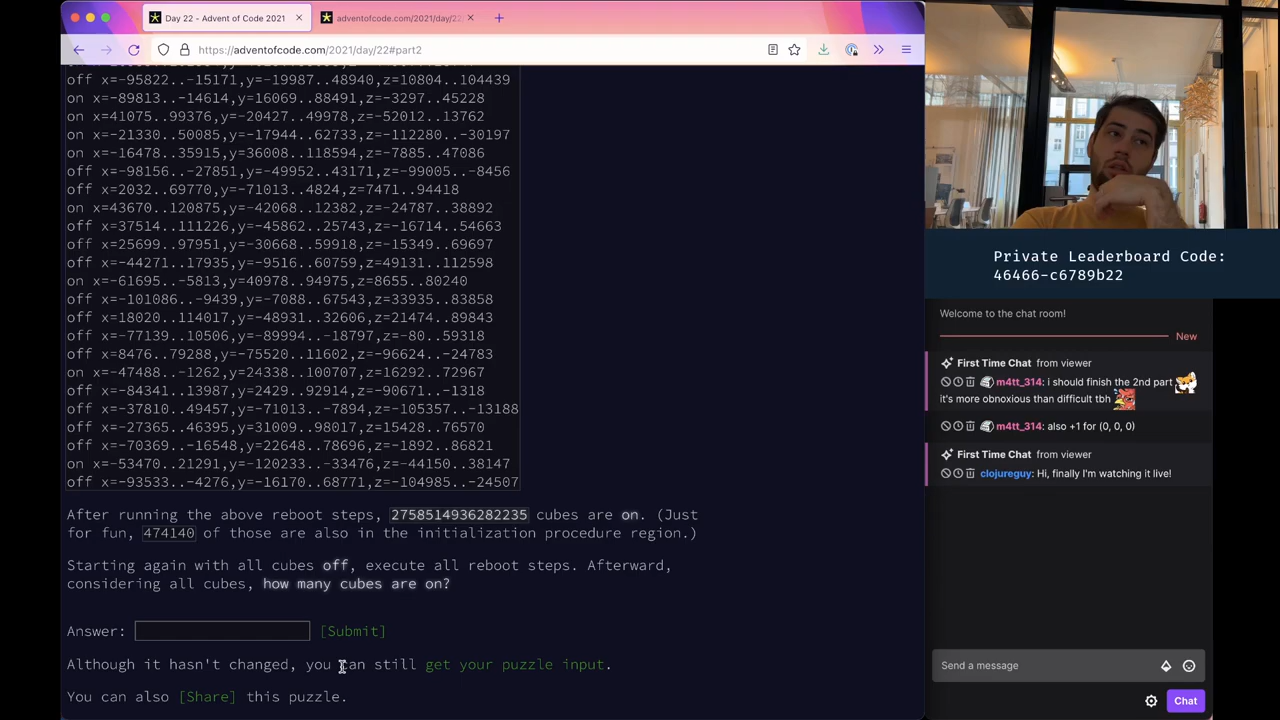 Day 22 - Advent of Code 2021
adventofcode.com/2021/day/22
https://adventofcode.com/2021/day/22#part2
off x=-95822..-15171,y=-19987..48940,z=10804..104439
on x=-89813..-14614,y=16069..88491,z=-3297..45228
on x=41075..99376,y=-20427..49978,z=-52012..13762
on x=-21330..50085,y=-17944..62733,z=-112280..-30197
on x=-16478..35915,y=36008..118594,z=-7885..47086
off x=-98156..-27851,y=-49952..43171,z=-99005..-8456
off x=2032..69770,y=-71013..4824,z=7471..94418
on x=43670..120875,y=-42068..12382,z=-24787..38892
off x=37514..111226,y=-45862..25743,z=-16714..54663
off x=25699..97951,y=-30668..59918,z=-15349..69697
off x=-44271..17935,y=-9516..60759,z=49131..112598
on x=-61695..-5813,y=40978..94975,z=8655..80240
off x=-101086..-9439,y=-7088..67543,z=33935..83858
off x=18020..114017,y=-48931..32606,z=21474..89843
off x=-77139..10506,y=-89994..-18797,z=-80..59318
off x=8476..79288,y=-75520..11602,z=-96624..-24783
on x=-47488..-1262,y=24338..100707,z=16292..72967
off x=-84341..13987,y=2429..92914,z=-90671..-1318
off x=-37810..49457,y=-71013..-7894,z=-105357..-13188
off x=-27365..46395,y=31009..98017,z=15428..76570
off x=-70369..-16548,y=22648..78696,z=-1892..86821
on x=-53470..21291,y=-120233..-33476,z=-44150..38147
off x=-93533..-4276,y=-16170..68771,z=-104985..-24507
After running the above reboot steps, 2758514936282235 cubes are on. (Just
for fun, 474140 of those are also in the initialization procedure region.)
Starting again with all cubes off, execute all reboot steps. Afterward,
considering all cubes, how many cubes are on?
Answer: [Submit]
Although it hasn't changed, you can still get your puzzle input.
You can also [Share] this puzzle.
Private Leaderboard Code:
46466-c6789b22
Welcome to the chat room!
New
First Time Chat from viewer
m4tt_314: i should finish the 2nd part
it's more obnoxious than difficult tbh
m4tt_314: also +1 for (0, 0, 0)
First Time Chat from viewer
clojureguy: Hi, finally I'm watching it live!
Send a message
Chat